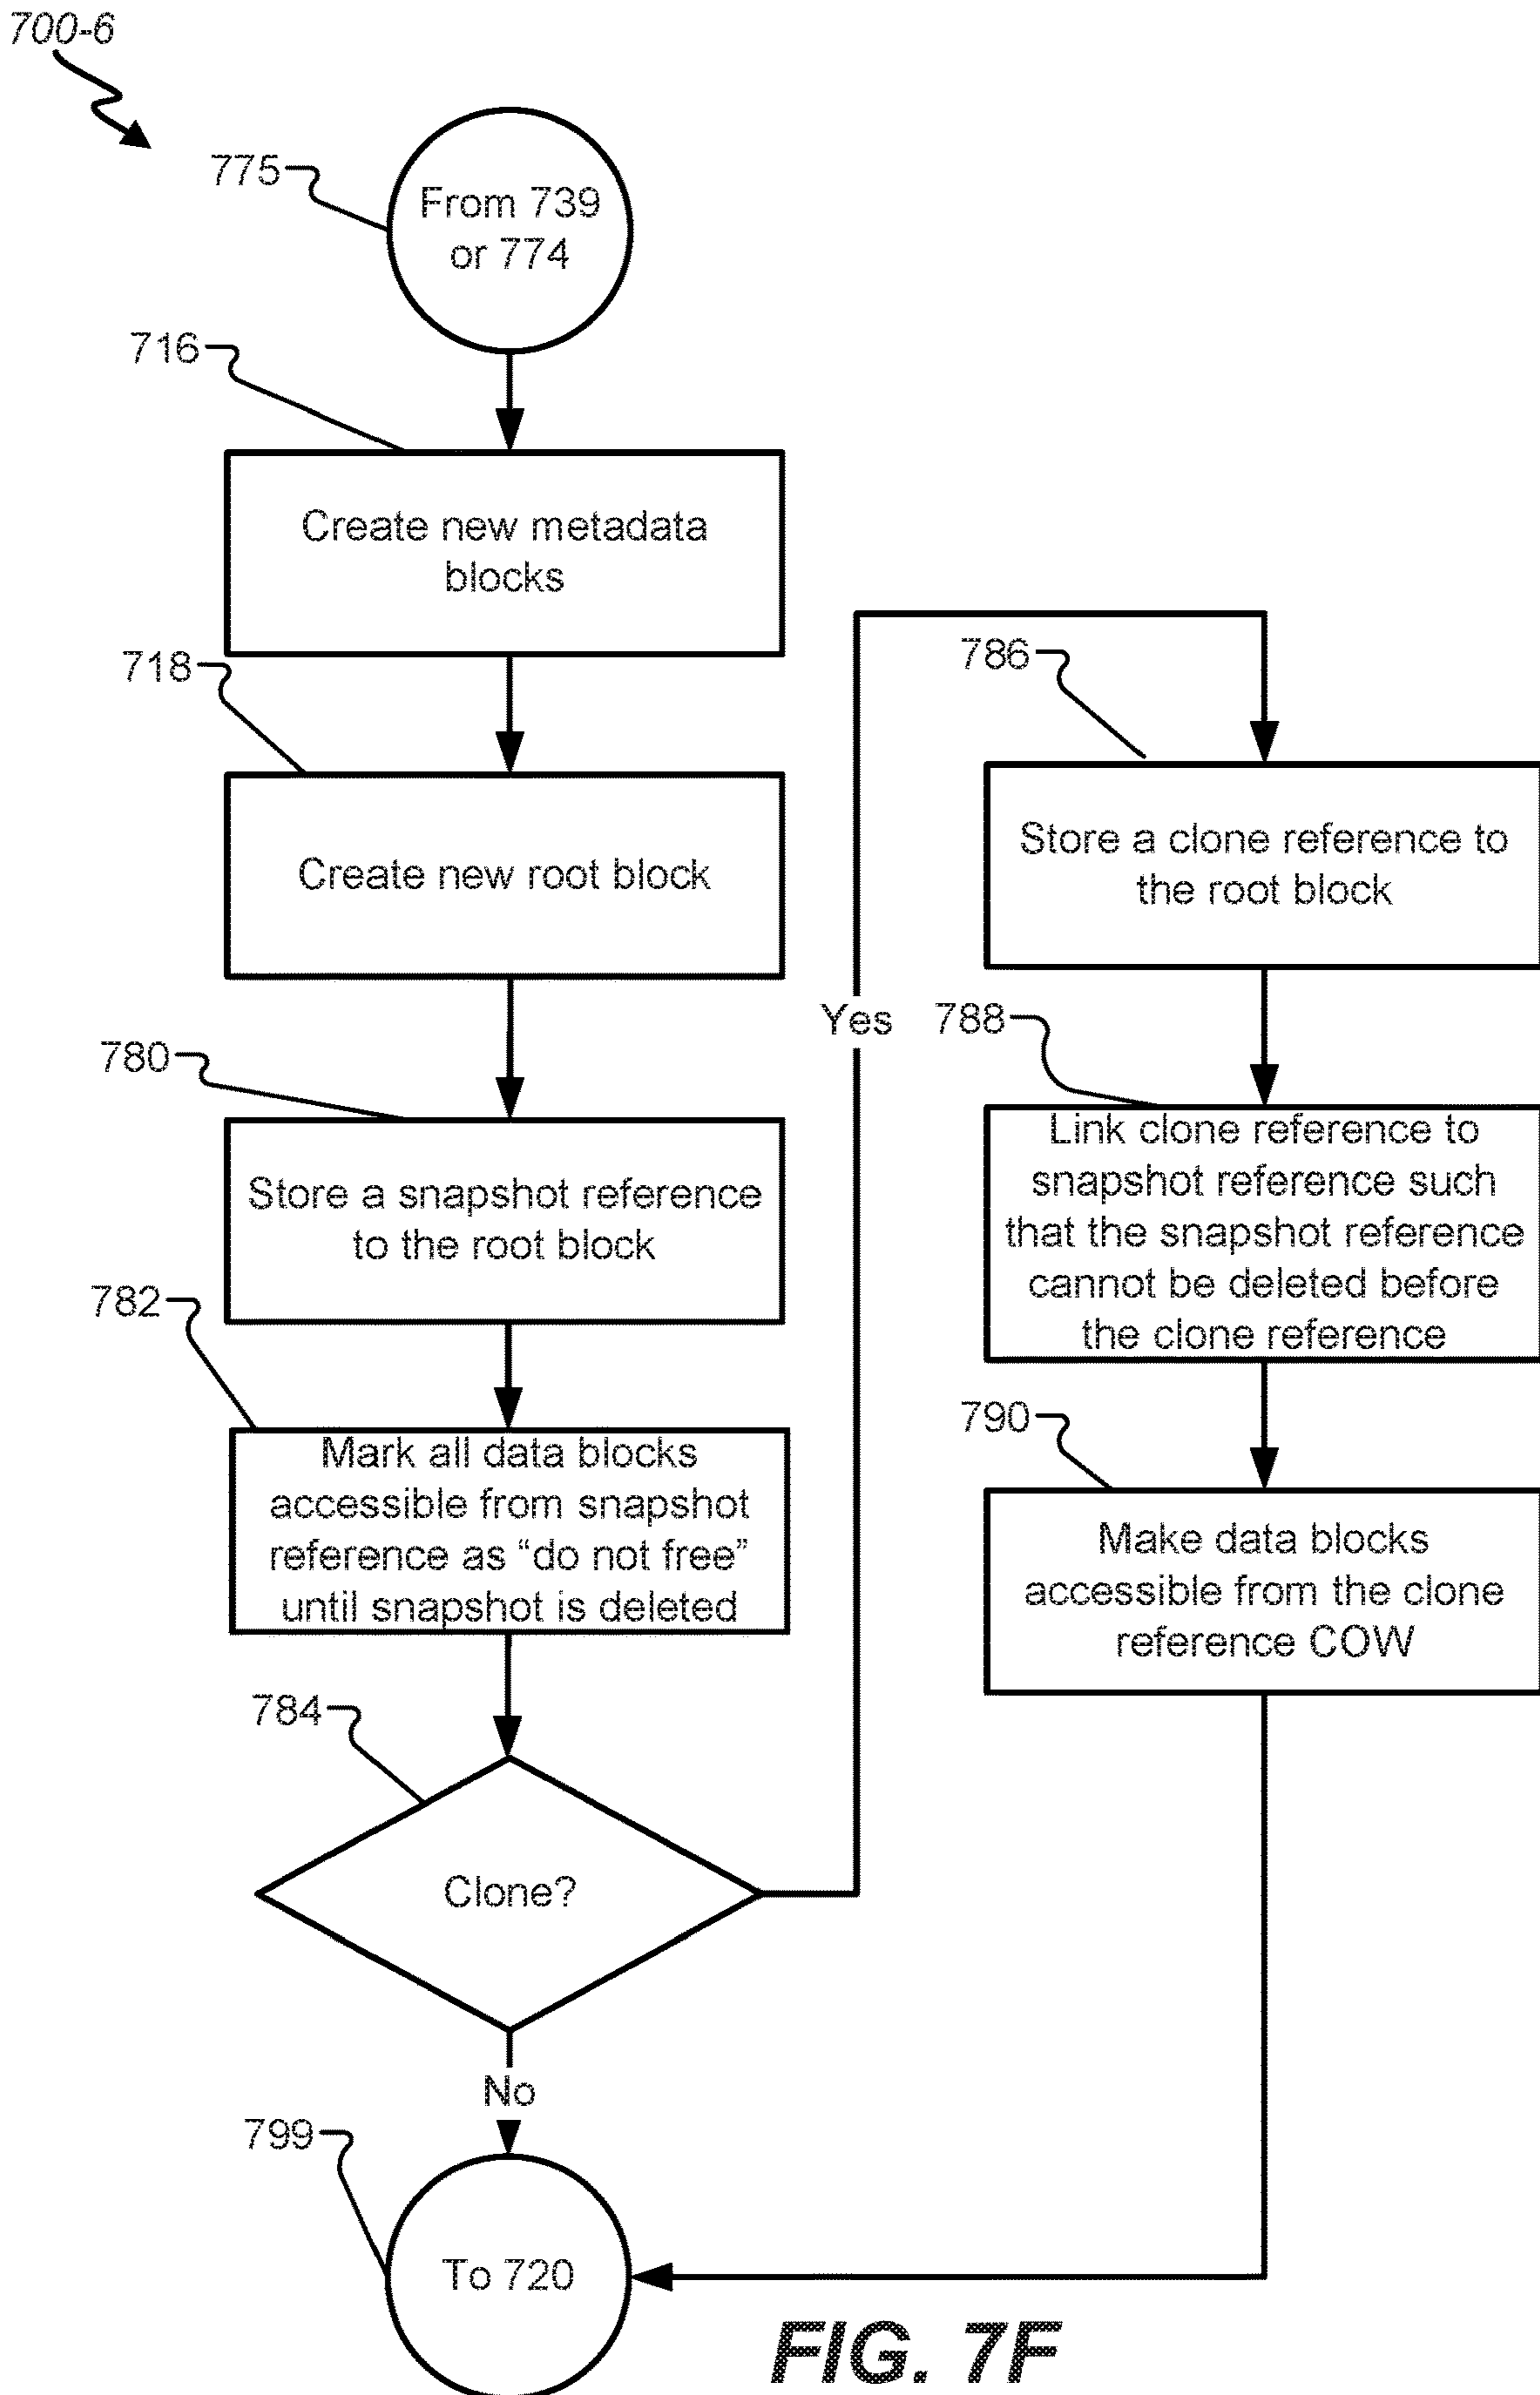 700-6
775
From 739
or 774
716
Create new metadata
blocks
718
Create new root block
780
Store a snapshot reference
to the root block
782
Mark all data blocks
accessible from snapshot
reference as “do not free”
until snapshot is deleted
784
Clone?
Yes
No
786
Store a clone reference to
the root block
788
Link clone reference to
snapshot reference such
that the snapshot reference
cannot be deleted before
the clone reference
790
Make data blocks
accessible from the clone
reference COW
799
To 720
FIG. 7F